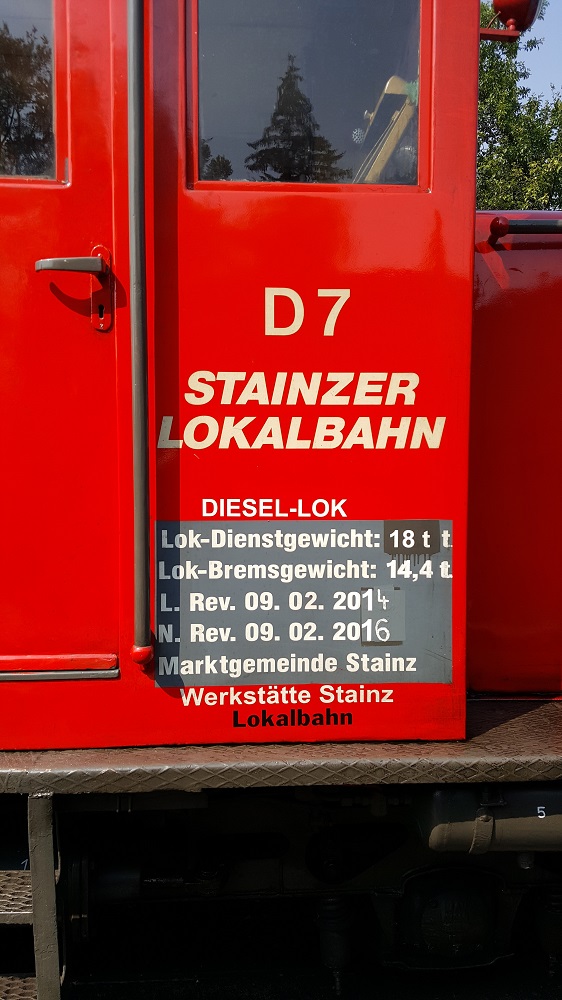 D 7
STAINZER
LOKALBAHN
DIESEL-LOK
Lok-Dienstgewicht: 18 t t
Lok-Bremsgewicht: 14,4 t
L. Rev. 09. 02. 2014
N. Rev. 09. 02. 2016
Marktgemeinde Stainz
Werkstätte Stainz
Lokalbahn
5